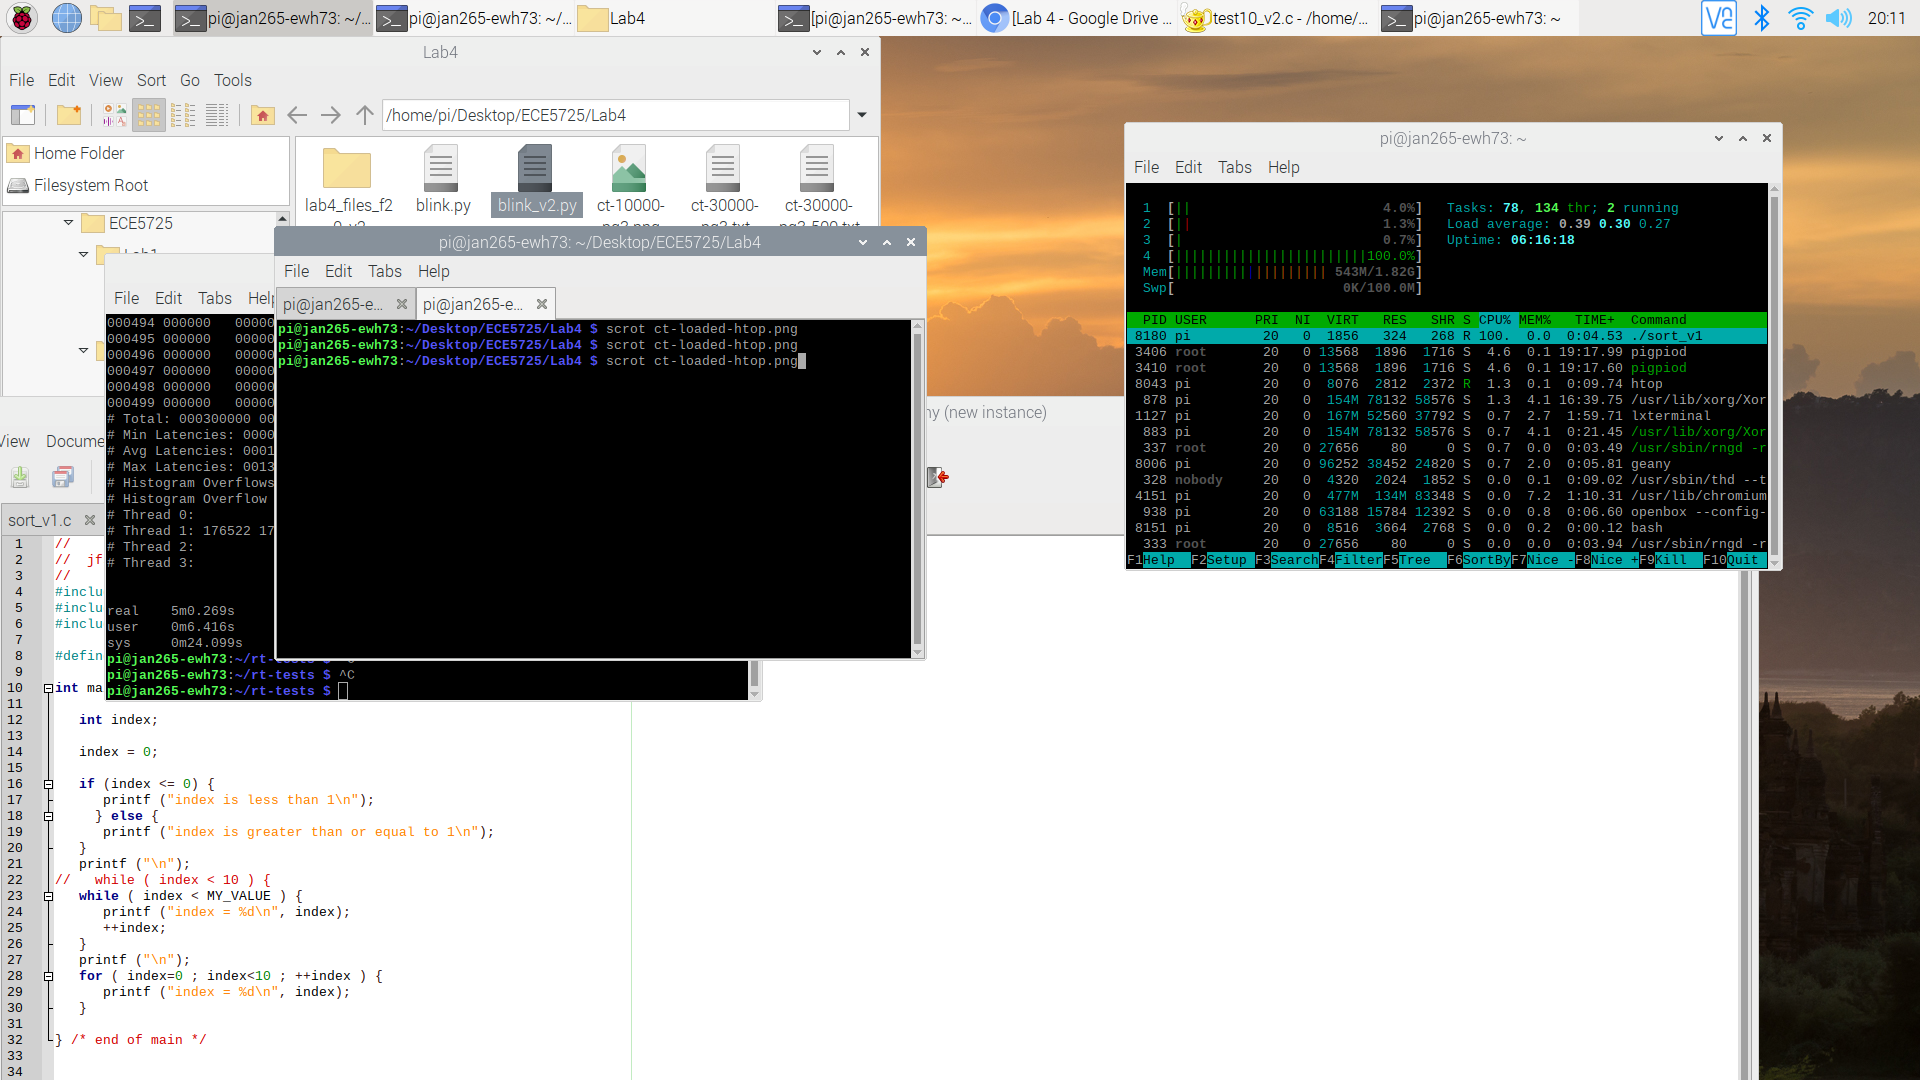 pi@jan265-ewh73: ~/...
pi@jan265-ewh73: ~/...
Lab4
[pi@jan265-ewh73: ~...
[Lab 4 - Google Drive ...
test10_v2.c - /home/...
pi@jan265-ewh73: ~
20:11
Lab4
File Edit View Sort Go Tools
/home/pi/Desktop/ECE5725/Lab4
Home Folder
Filesystem Root
ECE5725
Lab1
lab4_files_f2
blink.py
blink_v2.py
ct-10000-
ct-30000-
ct-30000-
pi@jan265-ewh73: ~/Desktop/ECE5725/Lab4
File Edit Tabs Help
pi@jan265-e...
pi@jan265-e...
pi@jan265-ewh73:~/Desktop/ECE5725/Lab4 $ scrot ct-loaded-htop.png
pi@jan265-ewh73:~/Desktop/ECE5725/Lab4 $ scrot ct-loaded-htop.png
pi@jan265-ewh73:~/Desktop/ECE5725/Lab4 $ scrot ct-loaded-htop.png
File Edit Tabs Help
000494 000000 00000
000495 000000 00000
000496 000000 00000
000497 000000 00000
000498 000000 00000
000499 000000 00000
# Total: 000300000 00
# Min Latencies: 0000
# Avg Latencies: 0001
# Max Latencies: 0013
# Histogram Overflows
# Histogram Overflow
# Thread 0:
# Thread 1: 176522 17
# Thread 2:
# Thread 3:
real 5m0.269s
user 0m6.416s
sys 0m24.099s
pi@jan265-ewh73:~/rt-tests $
pi@jan265-ewh73:~/rt-tests $ ^C
pi@jan265-ewh73:~/rt-tests $
ny (new instance)
View Docume
sort_v1.c
1 //
2 // jf
3 //
4 #inclu
5 #inclu
6 #inclu
7
8 #defin
9
10 int ma
11
12 int index;
13
14 index = 0;
15
16 if (index <= 0) {
17 printf ("index is less than 1\n");
18 } else {
19 printf ("index is greater than or equal to 1\n");
20 }
21 printf ("\n");
22 // while ( index < 10 ) {
23 while ( index < MY_VALUE ) {
24 printf ("index = %d\n", index);
25 ++index;
26 }
27 printf ("\n");
28 for ( index=0 ; index<10 ; ++index ) {
29 printf ("index = %d\n", index);
30 }
31
32 } /* end of main */
33
34
pi@jan265-ewh73: ~
File Edit Tabs Help
1 [|| 4.0%] Tasks: 78, 134 thr; 2 running
2 [|| 1.3%] Load average: 0.39 0.30 0.27
3 [| 0.7%] Uptime: 06:16:18
4 [||||||||||||||||||||||||100.0%]
Mem[||||||||||||||||||| 543M/1.82G]
Swp[ 0K/100.0M]
PID USER PRI NI VIRT RES SHR S CPU% MEM% TIME+ Command
8180 pi 20 0 1856 324 268 R 100. 0.0 0:04.53 ./sort_v1
3406 root 20 0 13568 1896 1716 S 4.6 0.1 19:17.99 pigpiod
3410 root 20 0 13568 1896 1716 S 4.6 0.1 19:17.60 pigpiod
8043 pi 20 0 8076 2812 2372 R 1.3 0.1 0:09.74 htop
878 pi 20 0 154M 78132 58576 S 1.3 4.1 16:39.75 /usr/lib/xorg/Xor
1127 pi 20 0 167M 52560 37792 S 0.7 2.7 1:59.71 lxterminal
883 pi 20 0 154M 78132 58576 S 0.7 4.1 0:21.45 /usr/lib/xorg/Xor
337 root 20 0 27656 80 0 S 0.7 0.0 0:03.49 /usr/sbin/rngd -r
8006 pi 20 0 96252 38452 24820 S 0.7 2.0 0:05.81 geany
328 nobody 20 0 4320 2024 1852 S 0.0 0.1 0:09.02 /usr/sbin/thd --t
4151 pi 20 0 477M 134M 83348 S 0.0 7.2 1:10.31 /usr/lib/chromium
938 pi 20 0 63188 15784 12392 S 0.0 0.8 0:06.60 openbox --config-
8151 pi 20 0 8516 3664 2768 S 0.0 0.2 0:00.12 bash
333 root 20 0 27656 80 0 S 0.0 0.0 0:03.94 /usr/sbin/rngd -r
F1Help F2Setup F3SearchF4FilterF5Tree F6SortByF7Nice -F8Nice +F9Kill F10Quit